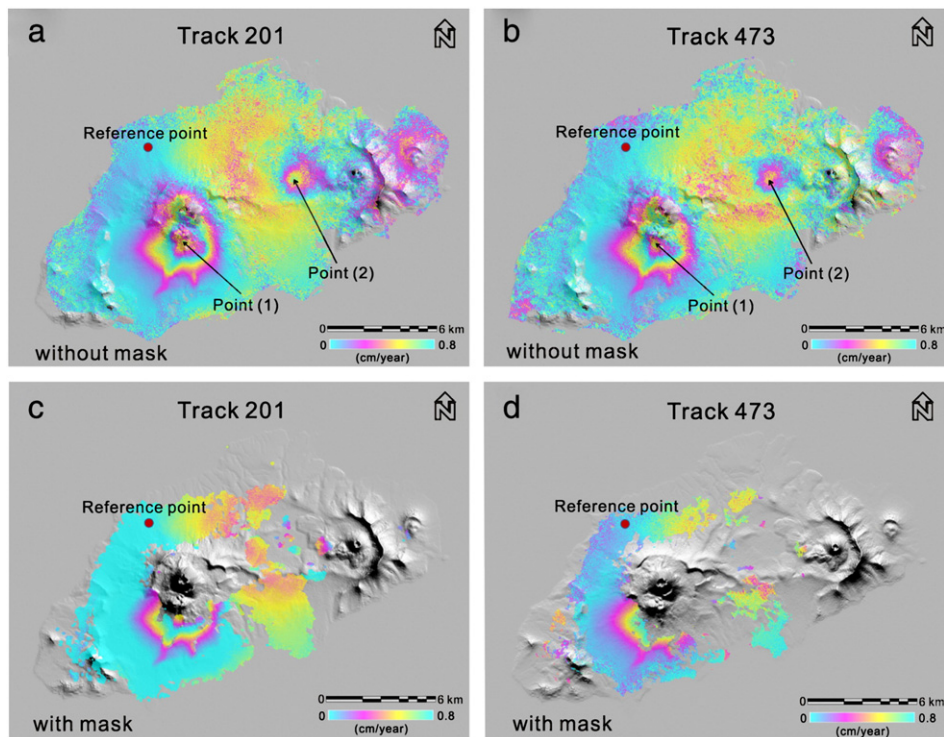 a
Track 201
N
Reference point
Point (2)
Point (1)
0 6 km
0 0.8
(cm/year)
without mask
b
Track 473
N
Reference point
Point (2)
Point (1)
0 6 km
0 0.8
(cm/year)
without mask
c
Track 201
N
Reference point
0 6 km
0 0.8
(cm/year)
with mask
d
Track 473
N
Reference point
0 6 km
0 0.8
(cm/year)
with mask